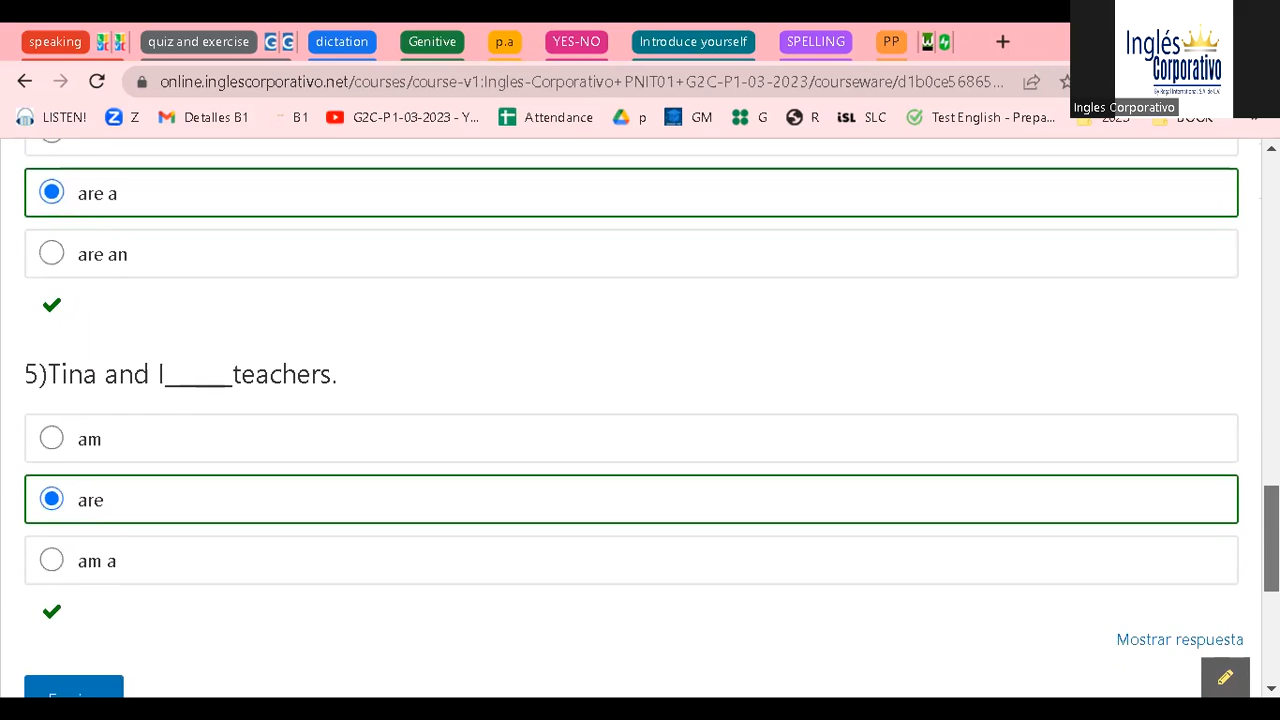 speaking quiz and exercise dictation Genitive p.a YES-NO Introduce yourself SPELLING PP
Inglés
Corporativo
online.inglescorporativo.net/courses/course-v1:Ingles-Corporativo+PNIT01+G2C-P1-03-2023/courseware/d1b0ce56865...
Ingles Corporativo
LISTEN! Z Detalles B1 B1 G2C-P1-03-2023 - Y... Attendance p GM G R iSL SLC Test English - Prepa... 2023 BOOK
are a
are an
5)Tina and I_____teachers.
am
are
am a
Mostrar respuesta